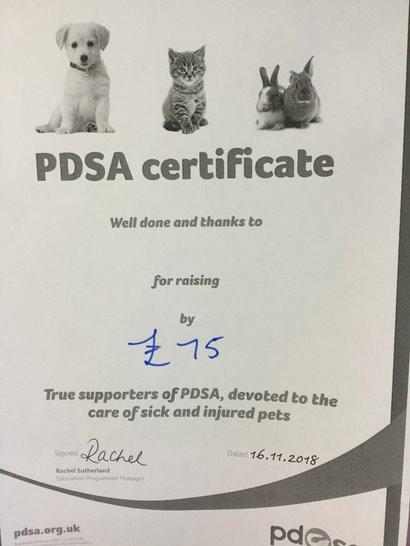 PDSA certificate
Well done and thanks to
for raising
by
£ 75
True supporters of PDSA, devoted to the
care of sick and injured pets
Signed Rachel
Dated 16.11.2018
Rachel Sutherland
Education Programme Manager
pdsa.org.uk